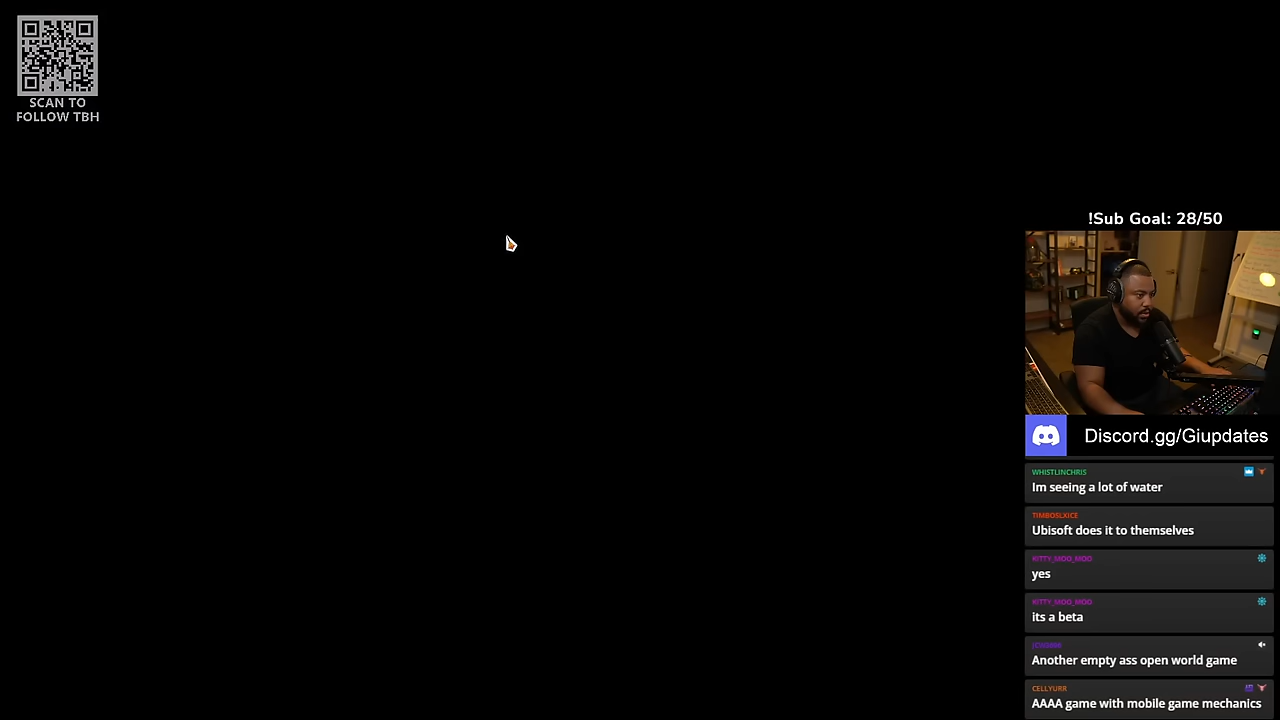 SCAN TO
FOLLOW TBH
!Sub Goal: 28/50
Discord.gg/Giupdates
WHISTLINCHRIS
Im seeing a lot of water
TIMBOSLXICE
Ubisoft does it to themselves
KITTY_MOO_MOO
yes
KITTY_MOO_MOO
its a beta
Another empty ass open world game
CELLYURR
AAAA game with mobile game mechanics